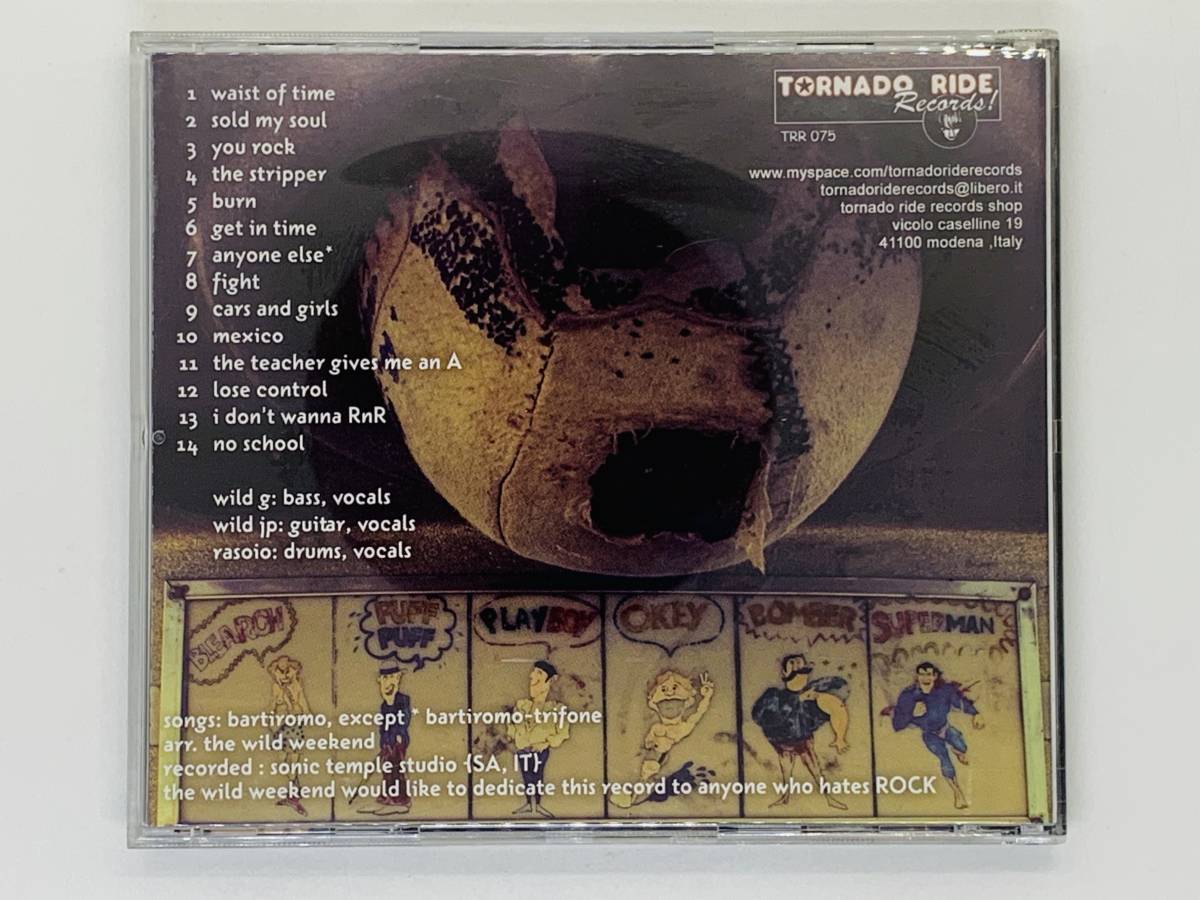 1 waist of time
2 sold my soul
3 you rock
4 the stripper
5 burn
6 get in time
7 anyone else*
8 fight
9 cars and girls
10 mexico
11 the teacher gives me an A
12 lose control
13 i don't wanna RnR
14 no school
wild g: bass, vocals
wild jp: guitar, vocals
rasoio: drums, vocals
TORNADO RIDE
Records!
TRR 075
www.myspace.com/tornadoriderecords
tornadoriderecords@libero.it
tornado ride records shop
vicolo caselline 19
41100 modena ,Italy
PUFF
PUFF
PLAYBOY
OKEY
BOMBER
SUPERMAN
songs: bartiromo, except * bartiromo-trifone
arr. the wild weekend
recorded : sonic temple studio {SA, IT}
the wild weekend would like to dedicate this record to anyone who hates ROCK